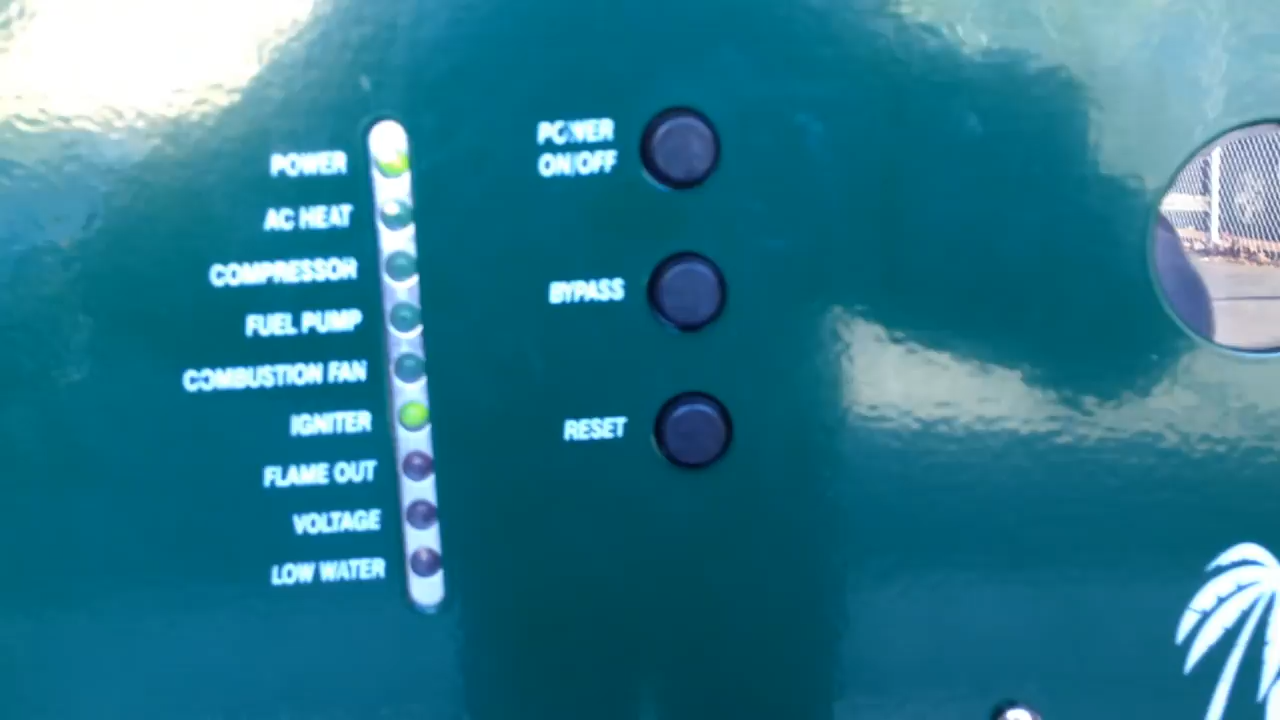 POWER
AC HEAT
COMPRESSOR
FUEL PUMP
COMBUSTION FAN
IGNITER
FLAME OUT
VOLTAGE
LOW WATER
POWER
ON/OFF
BYPASS
RESET